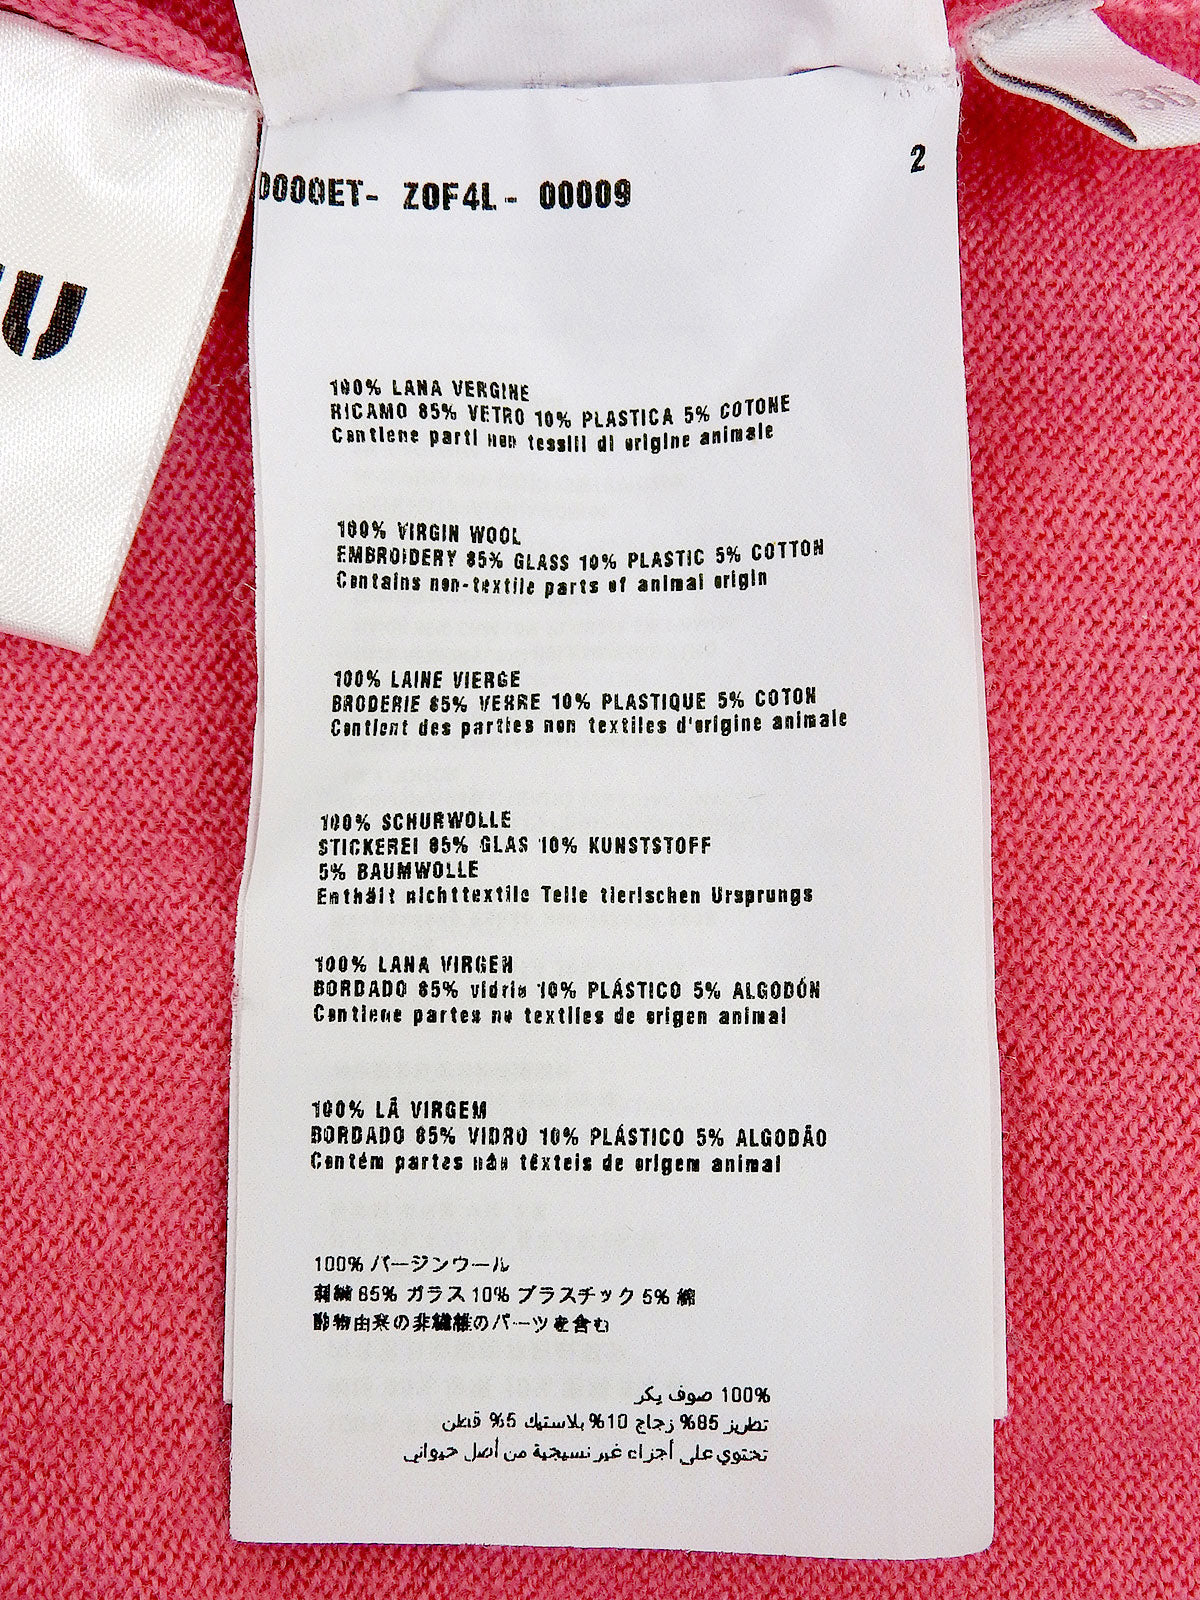 2
0000ET- Z0F4L- 00009
U
100% LANA VERGINE
RICAMO 85% VETRO 10% PLASTICA 5% COTONE
Contiene parti non tessili di origine animale
100% VIRGIN WOOL
EMBROIDERY 85% GLASS 10% PLASTIC 5% COTTON
Contains non-textile parts of animal origin
100% LAINE VIERGE
BRODERIE 85% VERRE 10% PLASTIQUE 5% COTON
Contient des parties non textiles d'origine animale
100% SCHURWOLLE
STICKEREI 85% GLAS 10% KUNSTSTOFF
5% BAUMWOLLE
Enthält nichttextile Teile tierischen Ursprungs
100% LANA VIRGEN
BORDADO 85% vidrio 10% PLÁSTICO 5% ALGODÓN
Contiene partes no textiles de origen animal
100% LÃ VIRGEM
BORDADO 85% VIDRO 10% PLÁSTICO 5% ALGODÃO
Contém partes não têxteis de origem animal
100% バージンウール
刺繍 85% ガラス 10% プラスチック 5% 綿
動物由来の非繊維のパーツを含む
100% صوف بكر
تطريز 85% زجاج 10% بلاستيك 5% قطن
تحتوي على أجزاء غير نسيجية من أصل حيواني